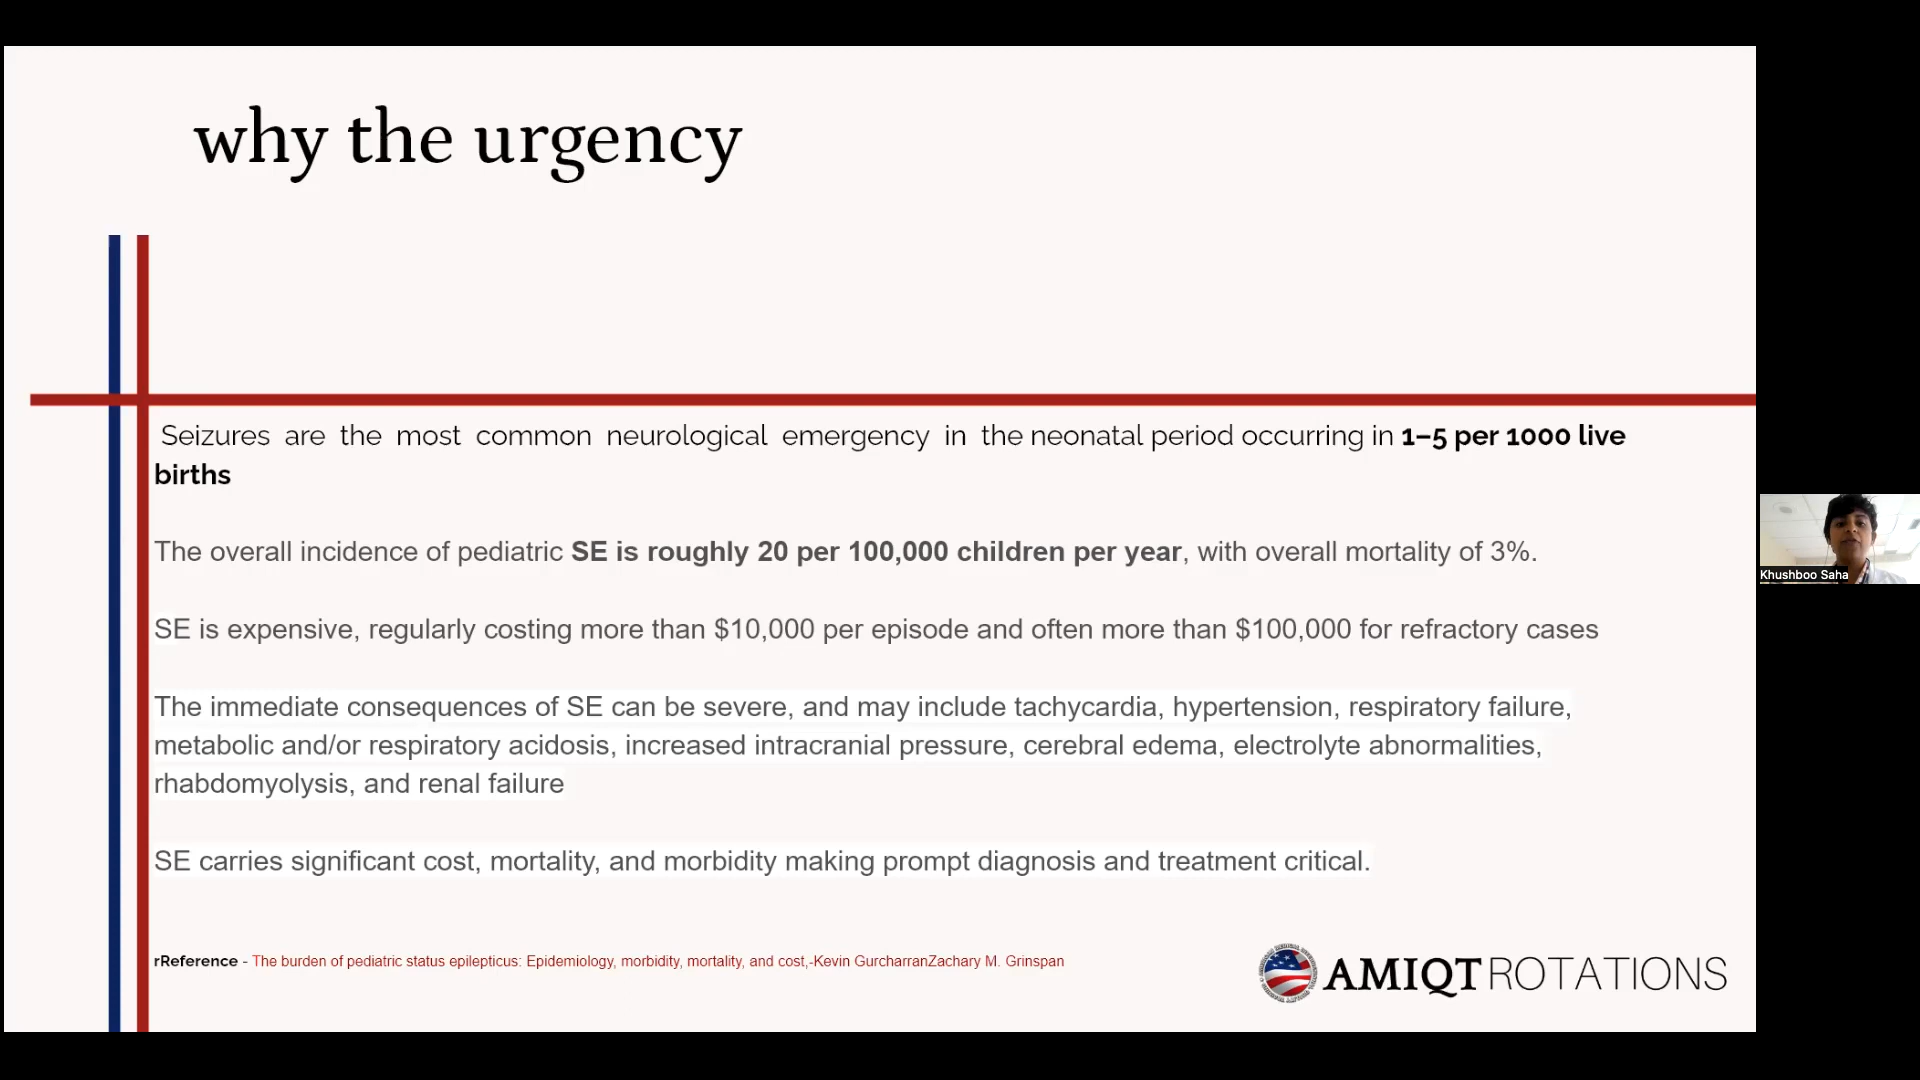 why the urgency
Seizures are the most common neurological emergency in the neonatal period occurring in 1–5 per 1000 live
births
The overall incidence of pediatric SE is roughly 20 per 100,000 children per year, with overall mortality of 3%.
SE is expensive, regularly costing more than $10,000 per episode and often more than $100,000 for refractory cases
The immediate consequences of SE can be severe, and may include tachycardia, hypertension, respiratory failure,
metabolic and/or respiratory acidosis, increased intracranial pressure, cerebral edema, electrolyte abnormalities,
rhabdomyolysis, and renal failure
SE carries significant cost, mortality, and morbidity making prompt diagnosis and treatment critical.
rReference - The burden of pediatric status epilepticus: Epidemiology, morbidity, mortality, and cost,-Kevin GurcharranZachary M. Grinspan
AMIQT ROTATIONS
Khushboo Saha